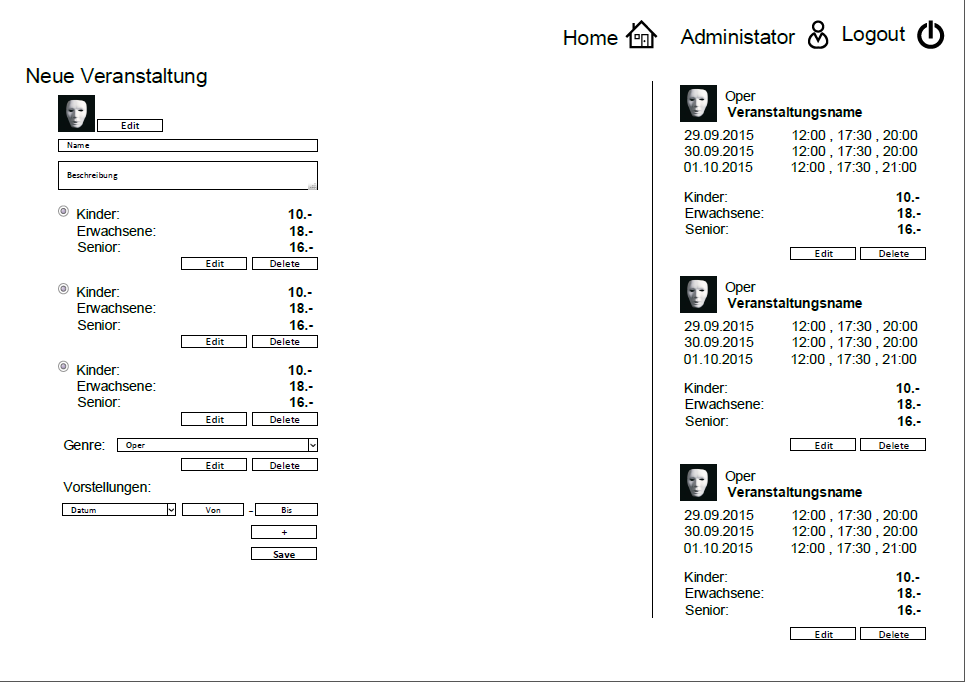 Home Administator Logout
Neue Veranstaltung
Edit
Name
Beschreibung
Kinder: 10.-
Erwachsene: 18.-
Senior: 16.-
Edit Delete
Kinder: 10.-
Erwachsene: 18.-
Senior: 16.-
Edit Delete
Kinder: 10.-
Erwachsene: 18.-
Senior: 16.-
Edit Delete
Genre: Oper
Edit Delete
Vorstellungen:
Datum Von - Bis
+
Save
Oper
Veranstaltungsname
29.09.2015 12:00 , 17:30 , 20:00
30.09.2015 12:00 , 17:30 , 20:00
01.10.2015 12:00 , 17:30 , 21:00
Kinder: 10.-
Erwachsene: 18.-
Senior: 16.-
Edit Delete
Oper
Veranstaltungsname
29.09.2015 12:00 , 17:30 , 20:00
30.09.2015 12:00 , 17:30 , 20:00
01.10.2015 12:00 , 17:30 , 21:00
Kinder: 10.-
Erwachsene: 18.-
Senior: 16.-
Edit Delete
Oper
Veranstaltungsname
29.09.2015 12:00 , 17:30 , 20:00
30.09.2015 12:00 , 17:30 , 20:00
01.10.2015 12:00 , 17:30 , 21:00
Kinder: 10.-
Erwachsene: 18.-
Senior: 16.-
Edit Delete